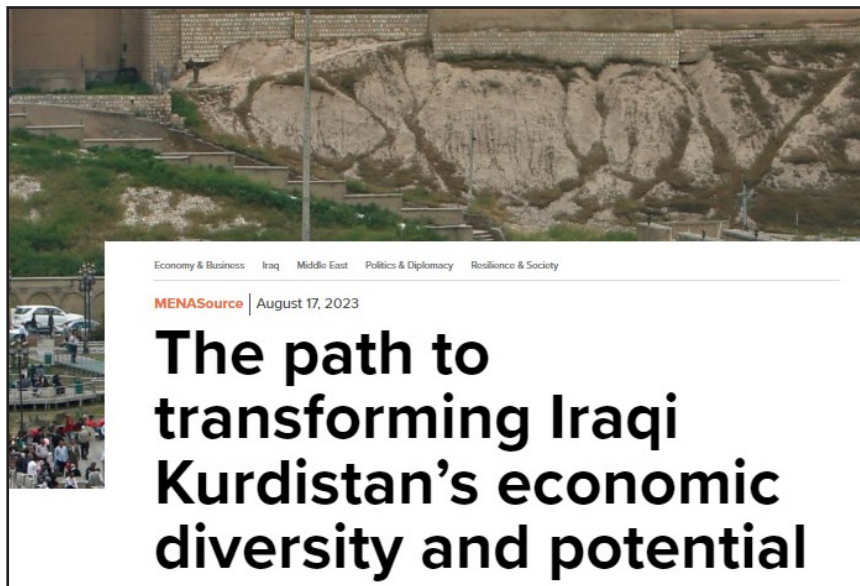 Economy & Business Iraq Middle East Politics & Diplomacy Resilience & Society
MENASource | August 17, 2023
The path to
transforming Iraqi
Kurdistan’s economic
diversity and potential